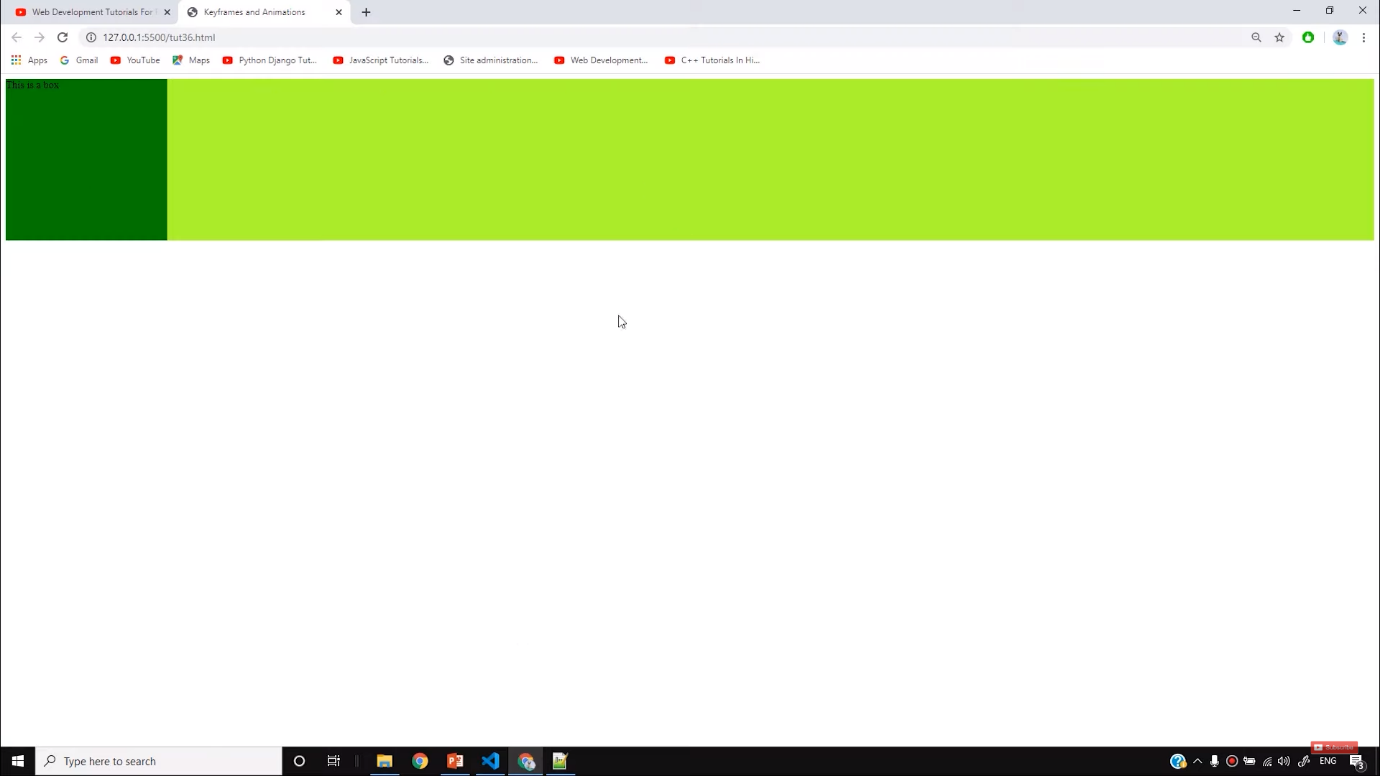 Web Development Tutorials For
Keyframes and Animations
127.0.0.1:5500/tut36.html
Apps
Gmail
YouTube
Maps
Python Django Tut...
JavaScript Tutorials...
Site administration...
Web Development...
C++ Tutorials In Hi...
This is a box
Subscribe
Type here to search
ENG
3